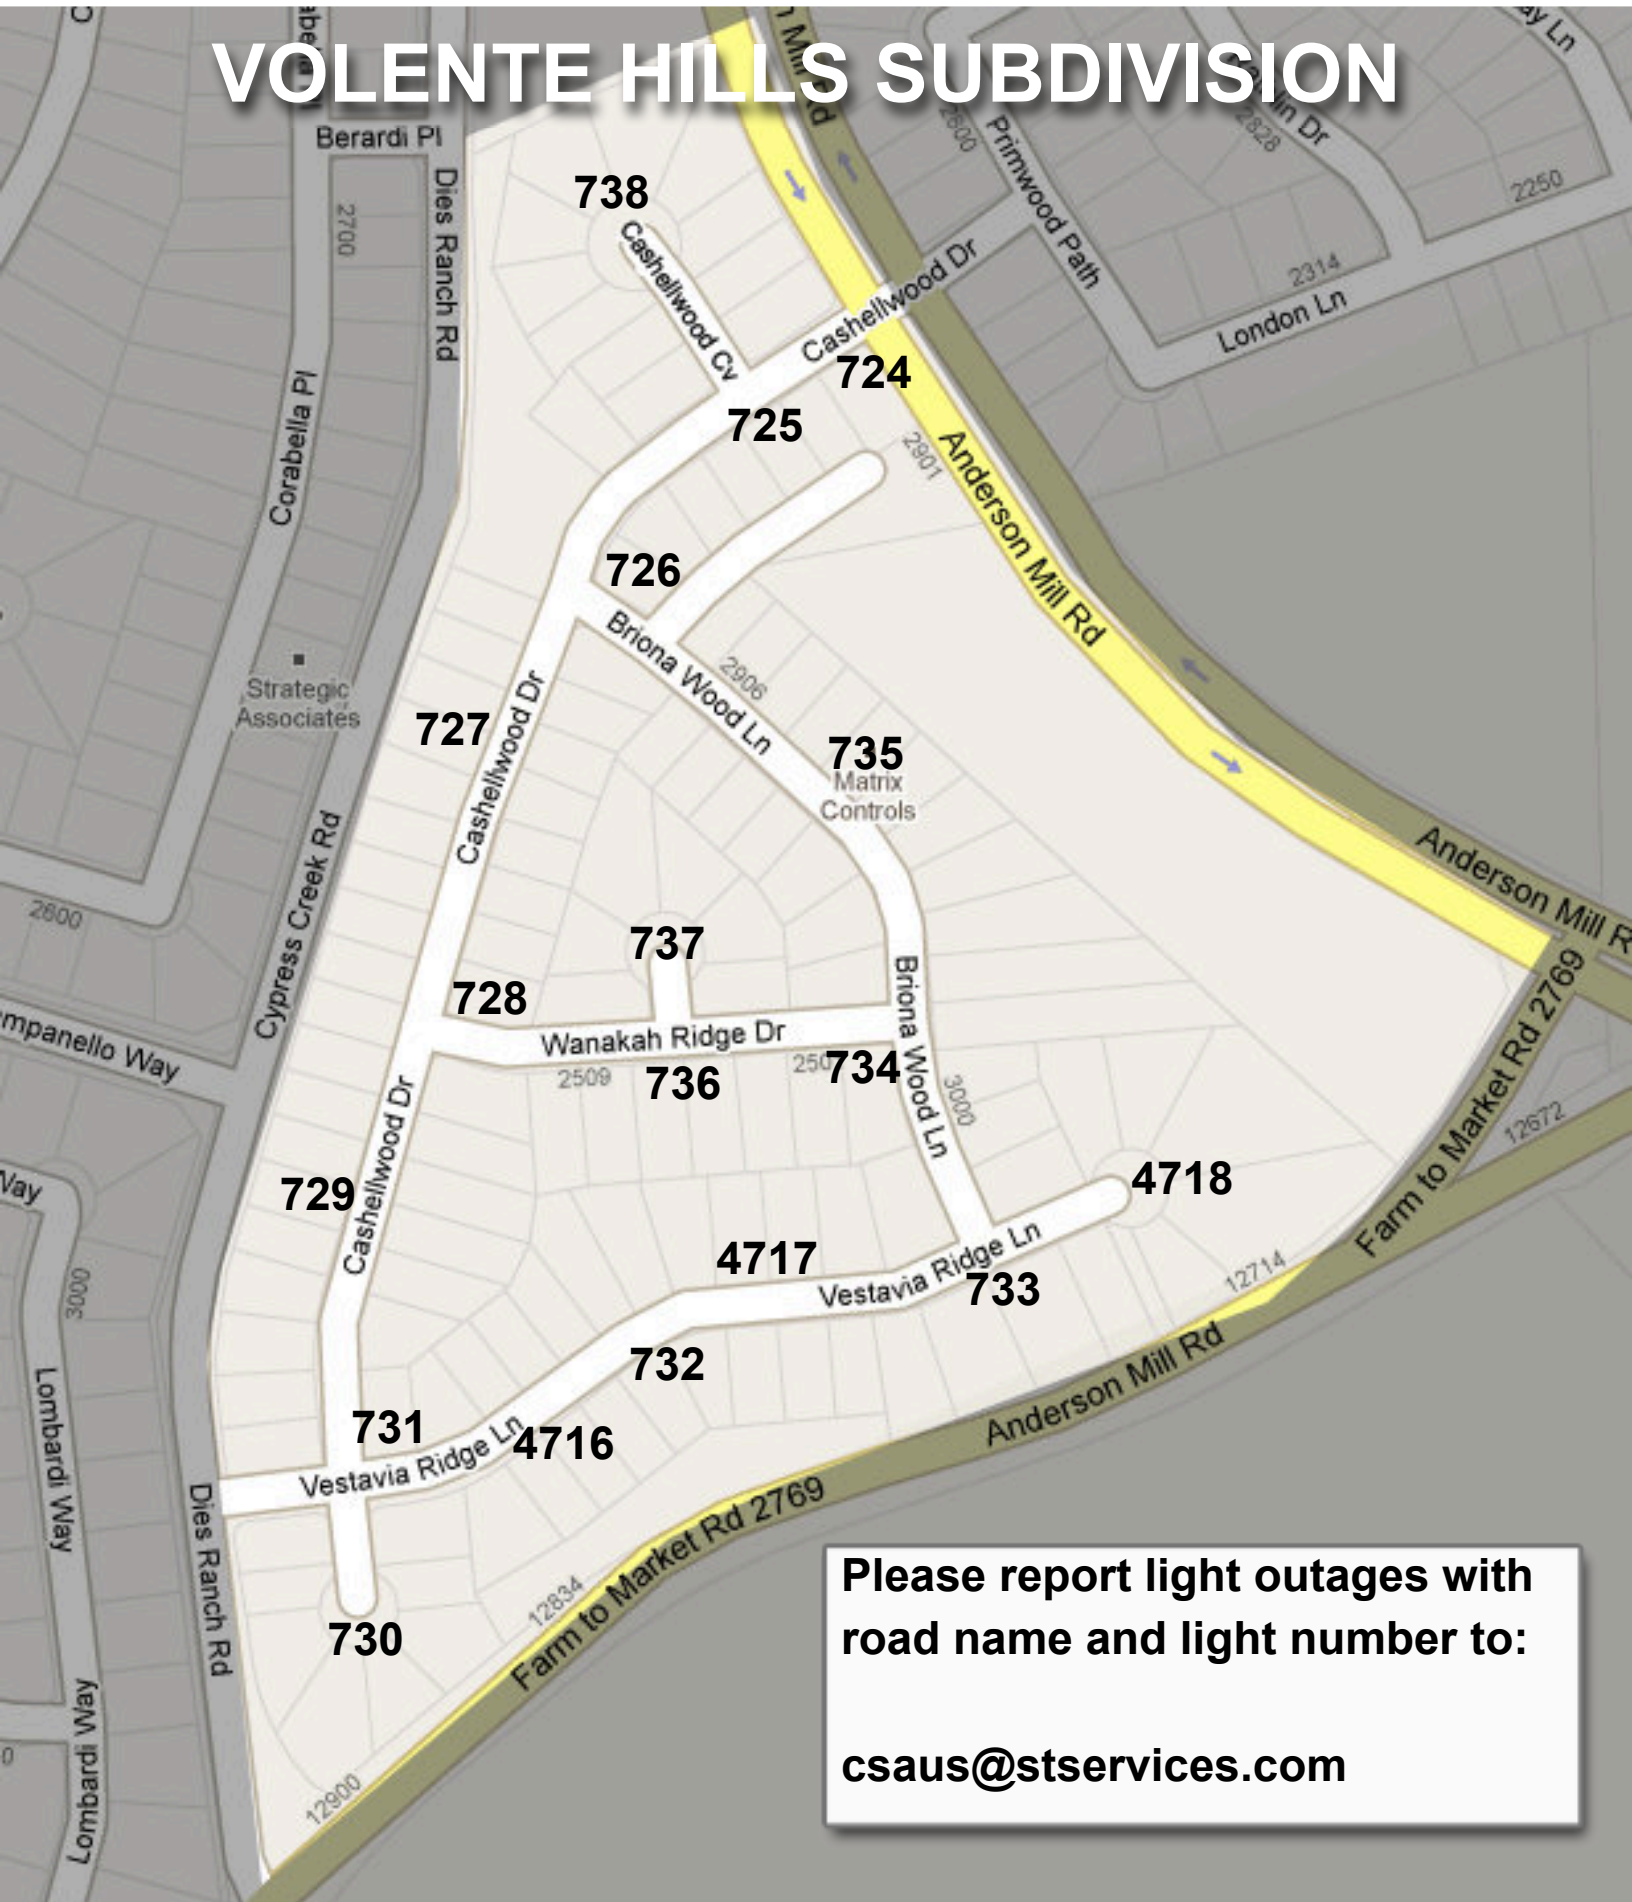 VOLENTE HILLS SUBDIVISION
Berardi Pl
Dies Ranch Rd
2700
738
Cashellwood Cv
Cashellwood Dr
724
725
2600
Primwood Path
2828
2250
2314
London Ln
Corabella Pl
2901
Anderson Mill Rd
726
Briona Wood Ln
2906
Strategic
Associates
727
Cashellwood Dr
735
Matrix
Controls
Anderson Mill R
2600
Cypress Creek Rd
737
728
Wanakah Ridge Dr
2509
736
250
734
Briona Wood Ln
3000
Farm to Market Rd 2769
12672
mpanello Way
Cashellwood Dr
729
Way
3000
4718
4717
Vestavia Ridge Ln
733
12714
732
Anderson Mill Rd
731
Vestavia Ridge Ln
4716
Lombardi Way
Dies Ranch Rd
730
12834
Farm to Market Rd 2769
12900
Lombardi Way
0
Please report light outages with
road name and light number to:
csaus@stservices.com